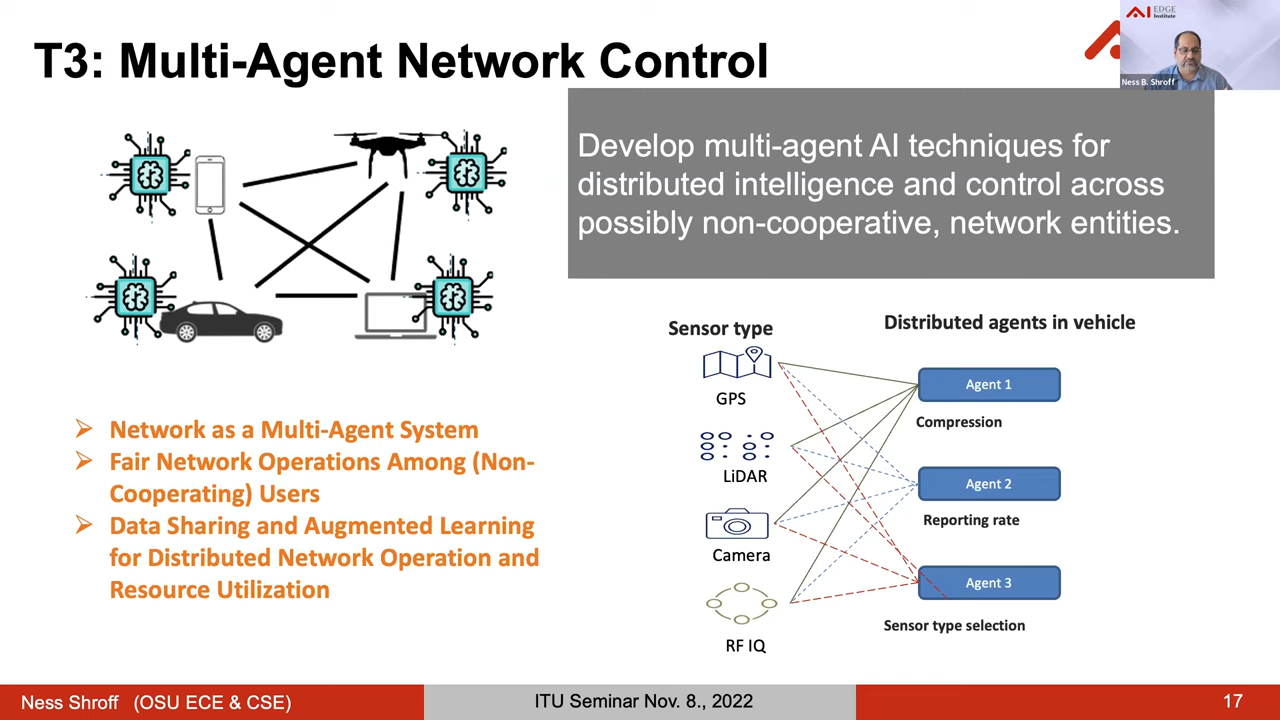 T3: Multi-Agent Network Control
AI EDGE
Institute
Ness B. Shroff
Develop multi-agent AI techniques for
distributed intelligence and control across
possibly non-cooperative, network entities.
Network as a Multi-Agent System
Fair Network Operations Among (Non-
Cooperating) Users
Data Sharing and Augmented Learning
for Distributed Network Operation and
Resource Utilization
Sensor type
Distributed agents in vehicle
GPS
LiDAR
Camera
RF IQ
Agent 1
Compression
Agent 2
Reporting rate
Agent 3
Sensor type selection
Ness Shroff (OSU ECE & CSE)
ITU Seminar Nov. 8., 2022
17